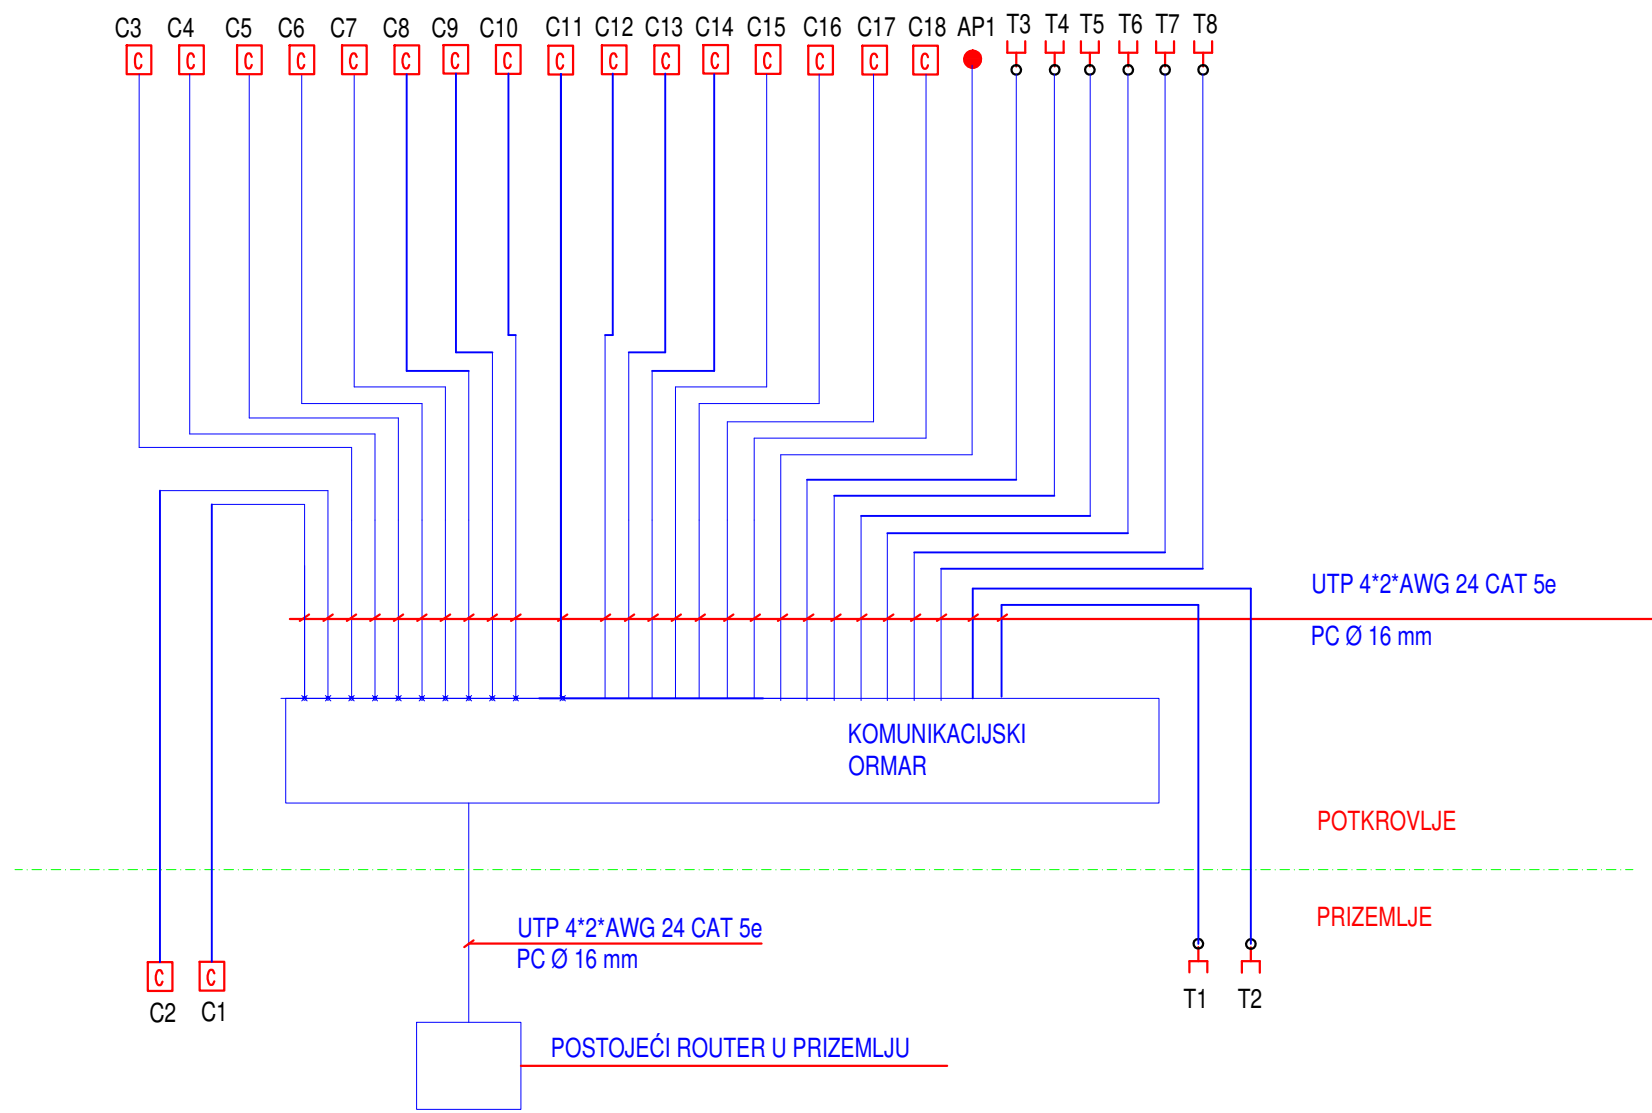 C3 C4 C5 C6 C7 C8 C9 C10 C11 C12 C13 C14 C15 C16 C17 C18 AP1 T3 T4 T5 T6 T7 T8
C C C C C C C C C C C C C C C C
UTP 4*2*AWG 24 CAT 5e
PC Ø 16 mm
KOMUNIKACIJSKI
ORMAR
POTKROVLJE
PRIZEMLJE
UTP 4*2*AWG 24 CAT 5e
PC Ø 16 mm
C C
C2 C1
T1 T2
POSTOJEĆI ROUTER U PRIZEMLJU